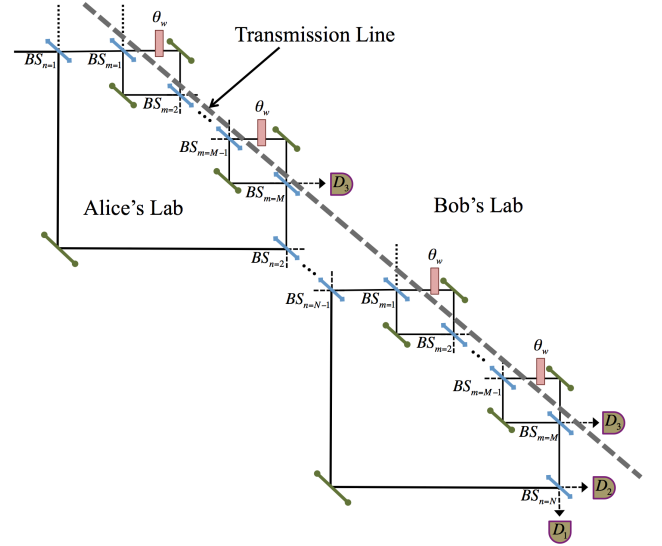 θw
Transmission Line
BSn=1
BSm=1
BSm=2
θw
BSm=M-1
BSm=M
D3
Alice's Lab
Bob's Lab
BSn=2
θw
BSn=N-1
BSm=1
BSm=2
θw
BSm=M-1
BSm=M
D3
D2
BSn=N
D1